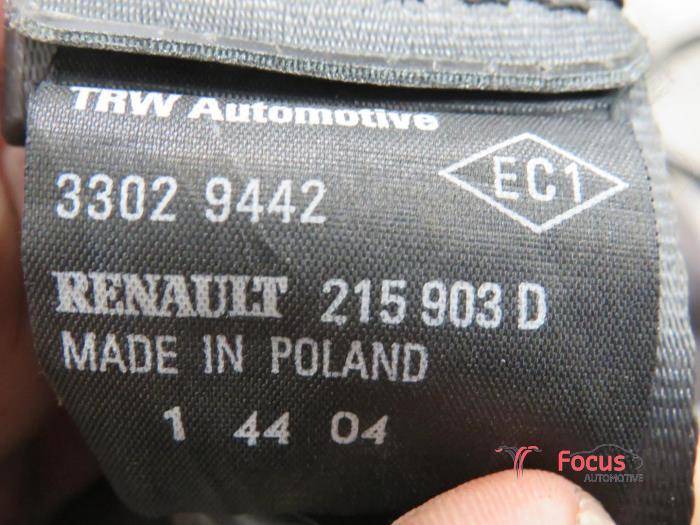 TRW Automotive
3302 9442
EC1
RENAULT 215 903 D
MADE IN POLAND
1 44 04
Focus
AUTOMOTIVE